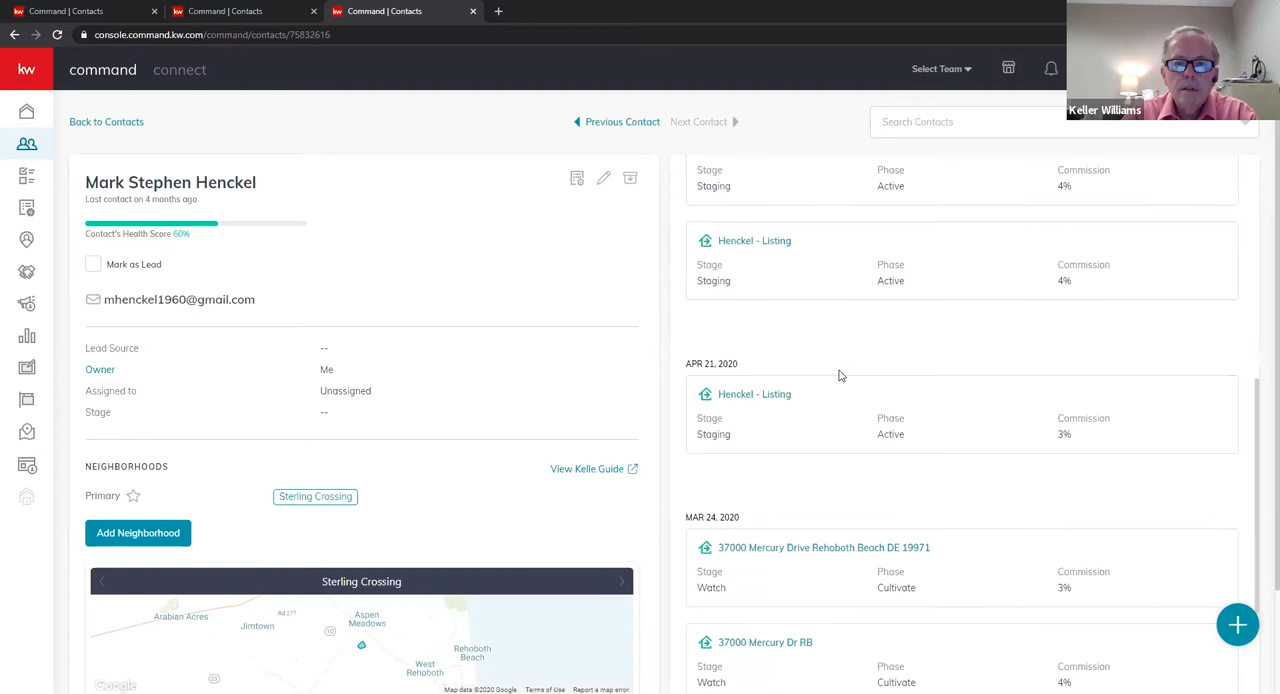 Command | Contacts
Command | Contacts
Command | Contacts
console.command.kw.com/contacts/75832616
kw command connect Select Team
Keller Williams
Back to Contacts
Previous Contact Next Contact
Search Contacts
Mark Stephen Henckel
Last contact on 4 months ago
Contact's Health Score 60%
Mark as Lead
mhenckel1960@gmail.com
Lead Source --
Owner Me
Assigned to Unassigned
Stage --
NEIGHBORHOODS View Kelle Guide
Primary Sterling Crossing
Add Neighborhood
Sterling Crossing
Arabian Acres
Rd 277
Jimtown
Aspen Meadows
10
Rehoboth Beach
West Rehoboth
23
Google
Map data ©2020 Google Terms of Use Report a map error
Stage Phase Commission
Staging Active 4%
Henckel - Listing
Stage Phase Commission
Staging Active 4%
APR 21, 2020
Henckel - Listing
Stage Phase Commission
Staging Active 3%
MAR 24, 2020
37000 Mercury Drive Rehoboth Beach DE 19971
Stage Phase Commission
Watch Cultivate 3%
37000 Mercury Dr RB
Stage Phase Commission
Watch Cultivate 4%